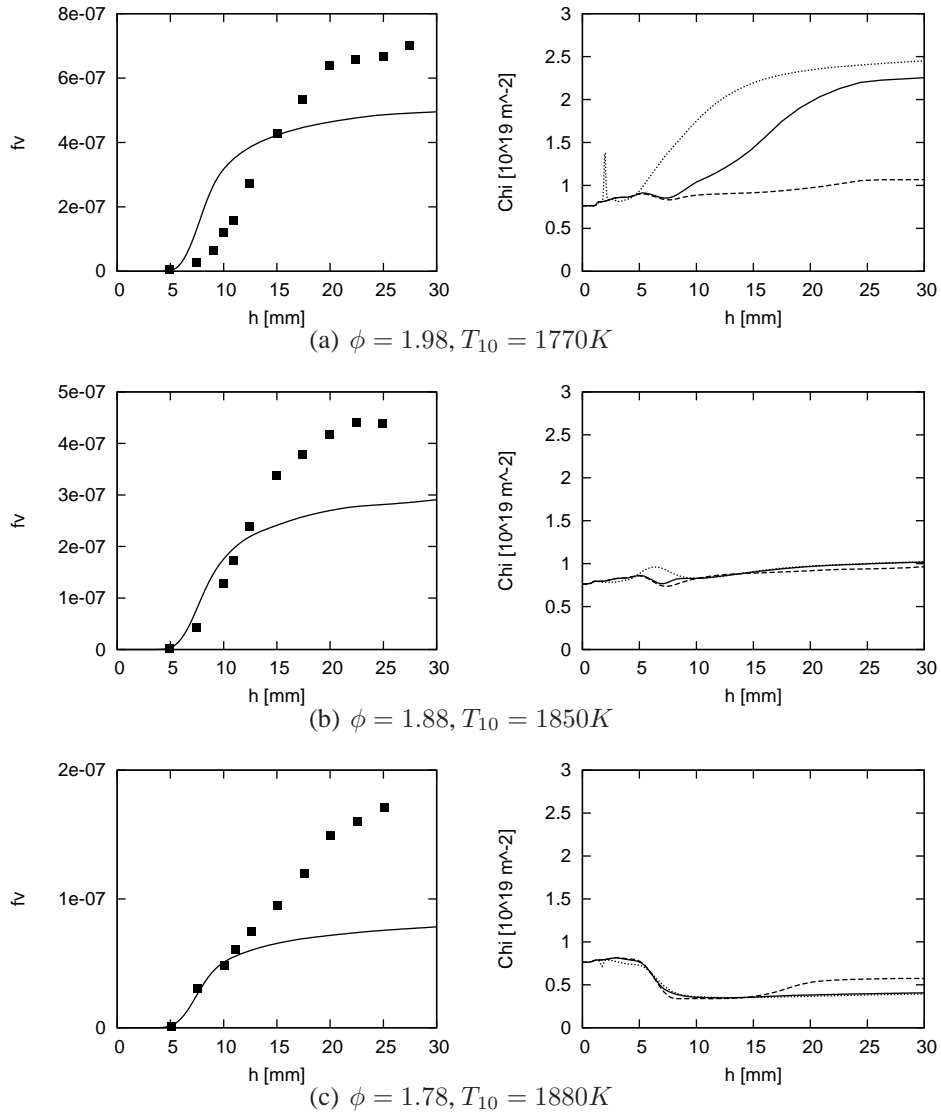 8e-07
6e-07
4e-07
2e-07
0
fv
0 5 10 15 20 25 30
h [mm]
3
2.5
2
1.5
1
0.5
0
Chi [10^19 m^-2]
0 5 10 15 20 25 30
h [mm]
(a) ϕ = 1.98, T₁₀ = 1770K
5e-07
4e-07
3e-07
2e-07
1e-07
0
fv
0 5 10 15 20 25 30
h [mm]
3
2.5
2
1.5
1
0.5
0
Chi [10^19 m^-2]
0 5 10 15 20 25 30
h [mm]
(b) ϕ = 1.88, T₁₀ = 1850K
2e-07
1e-07
0
fv
0 5 10 15 20 25 30
h [mm]
3
2.5
2
1.5
1
0.5
0
Chi [10^19 m^-2]
0 5 10 15 20 25 30
h [mm]
(c) ϕ = 1.78, T₁₀ = 1880K